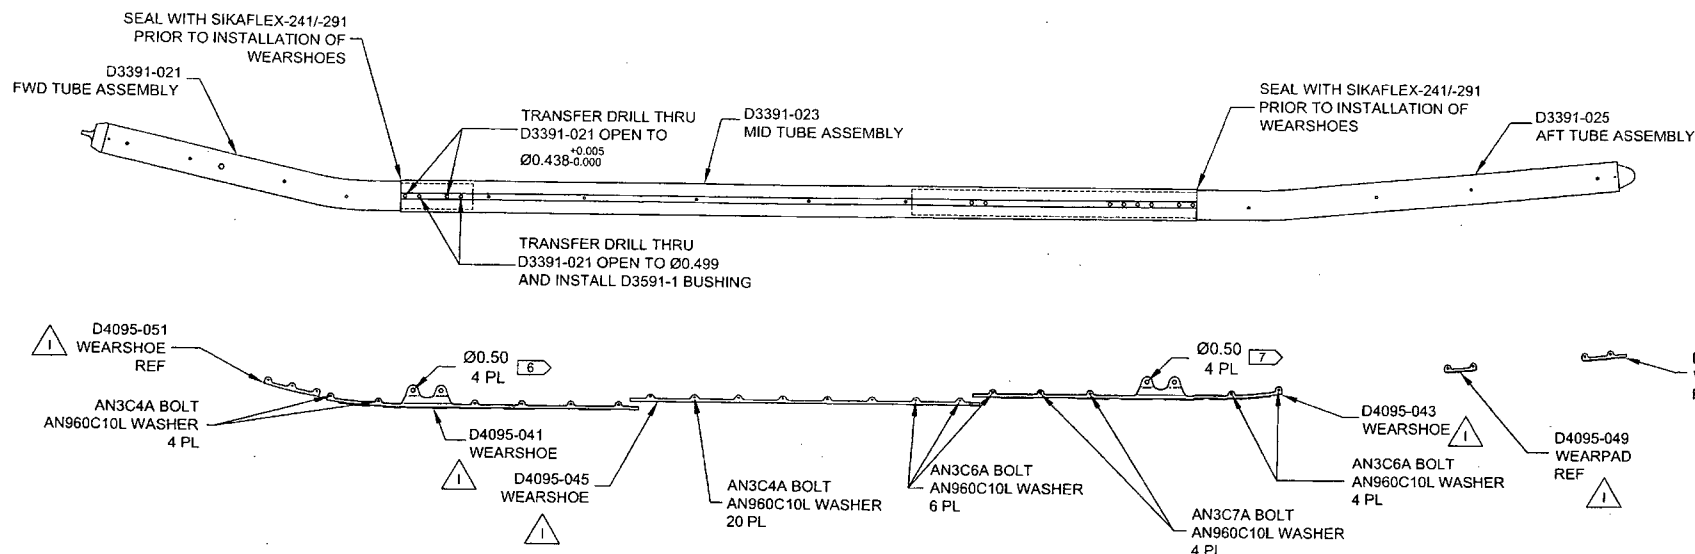 SEAL WITH SIKAFLEX-241/-291
PRIOR TO INSTALLATION OF
WEARSHOES
D3391-021
FWD TUBE ASSEMBLY
TRANSFER DRILL THRU
D3391-021 OPEN TO
Ø0.438 +0.005
-0.000
D3391-023
MID TUBE ASSEMBLY
SEAL WITH SIKAFLEX-241/-291
PRIOR TO INSTALLATION OF
WEARSHOES
D3391-025
AFT TUBE ASSEMBLY
TRANSFER DRILL THRU
D3391-021 OPEN TO Ø0.499
AND INSTALL D3591-1 BUSHING
D4095-051
WEARSHOE
REF
1
Ø0.50
4 PL
6
Ø0.50
4 PL
7
AN3C4A BOLT
AN960C10L WASHER
4 PL
D4095-041
WEARSHOE
1
D4095-045
WEARSHOE
1
AN3C4A BOLT
AN960C10L WASHER
20 PL
AN3C6A BOLT
AN960C10L WASHER
6 PL
AN3C7A BOLT
AN960C10L WASHER
4 PL
D4095-043
WEARSHOE
1
AN3C6A BOLT
AN960C10L WASHER
4 PL
D4095-049
WEARPAD
REF
1